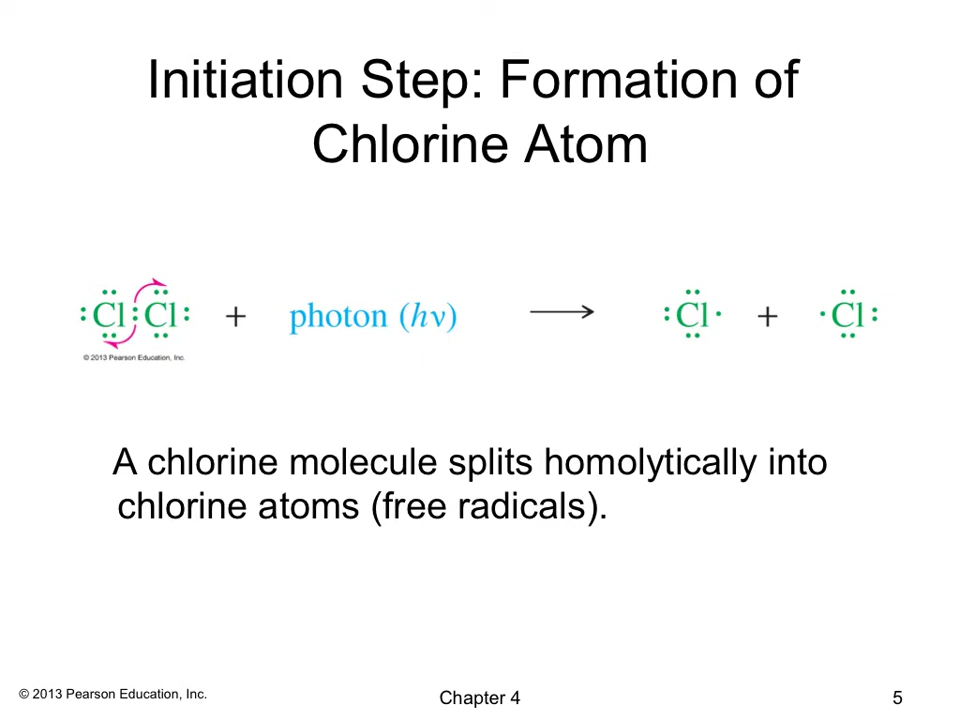 Initiation Step: Formation of
Chlorine Atom
:Cl:Cl: + photon (hν) → :Cl· + ·Cl:
© 2013 Pearson Education, Inc.
A chlorine molecule splits homolytically into
chlorine atoms (free radicals).
© 2013 Pearson Education, Inc.
Chapter 4
5